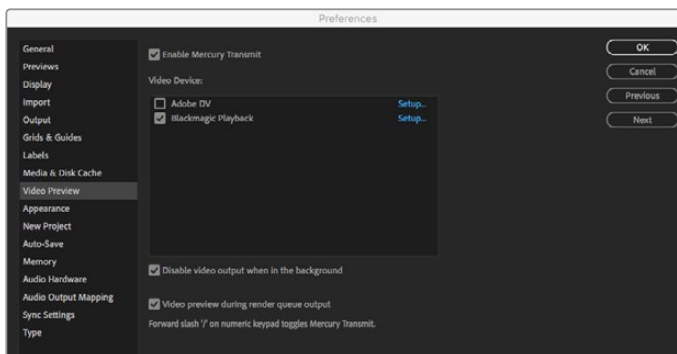 Preferences
General
Previews
Display
Import
Output
Grids & Guides
Labels
Media & Disk Cache
Video Preview
Appearance
New Project
Auto-Save
Memory
Audio Hardware
Audio Output Mapping
Sync Settings
Type
Enable Mercury Transmit
Video Device:
Adobe DV Setup...
Blackmagic Playback Setup...
Disable video output when in the background
Video preview during render queue output
Forward slash '/' on numeric keypad toggles Mercury Transmit.
OK
Cancel
Previous
Next